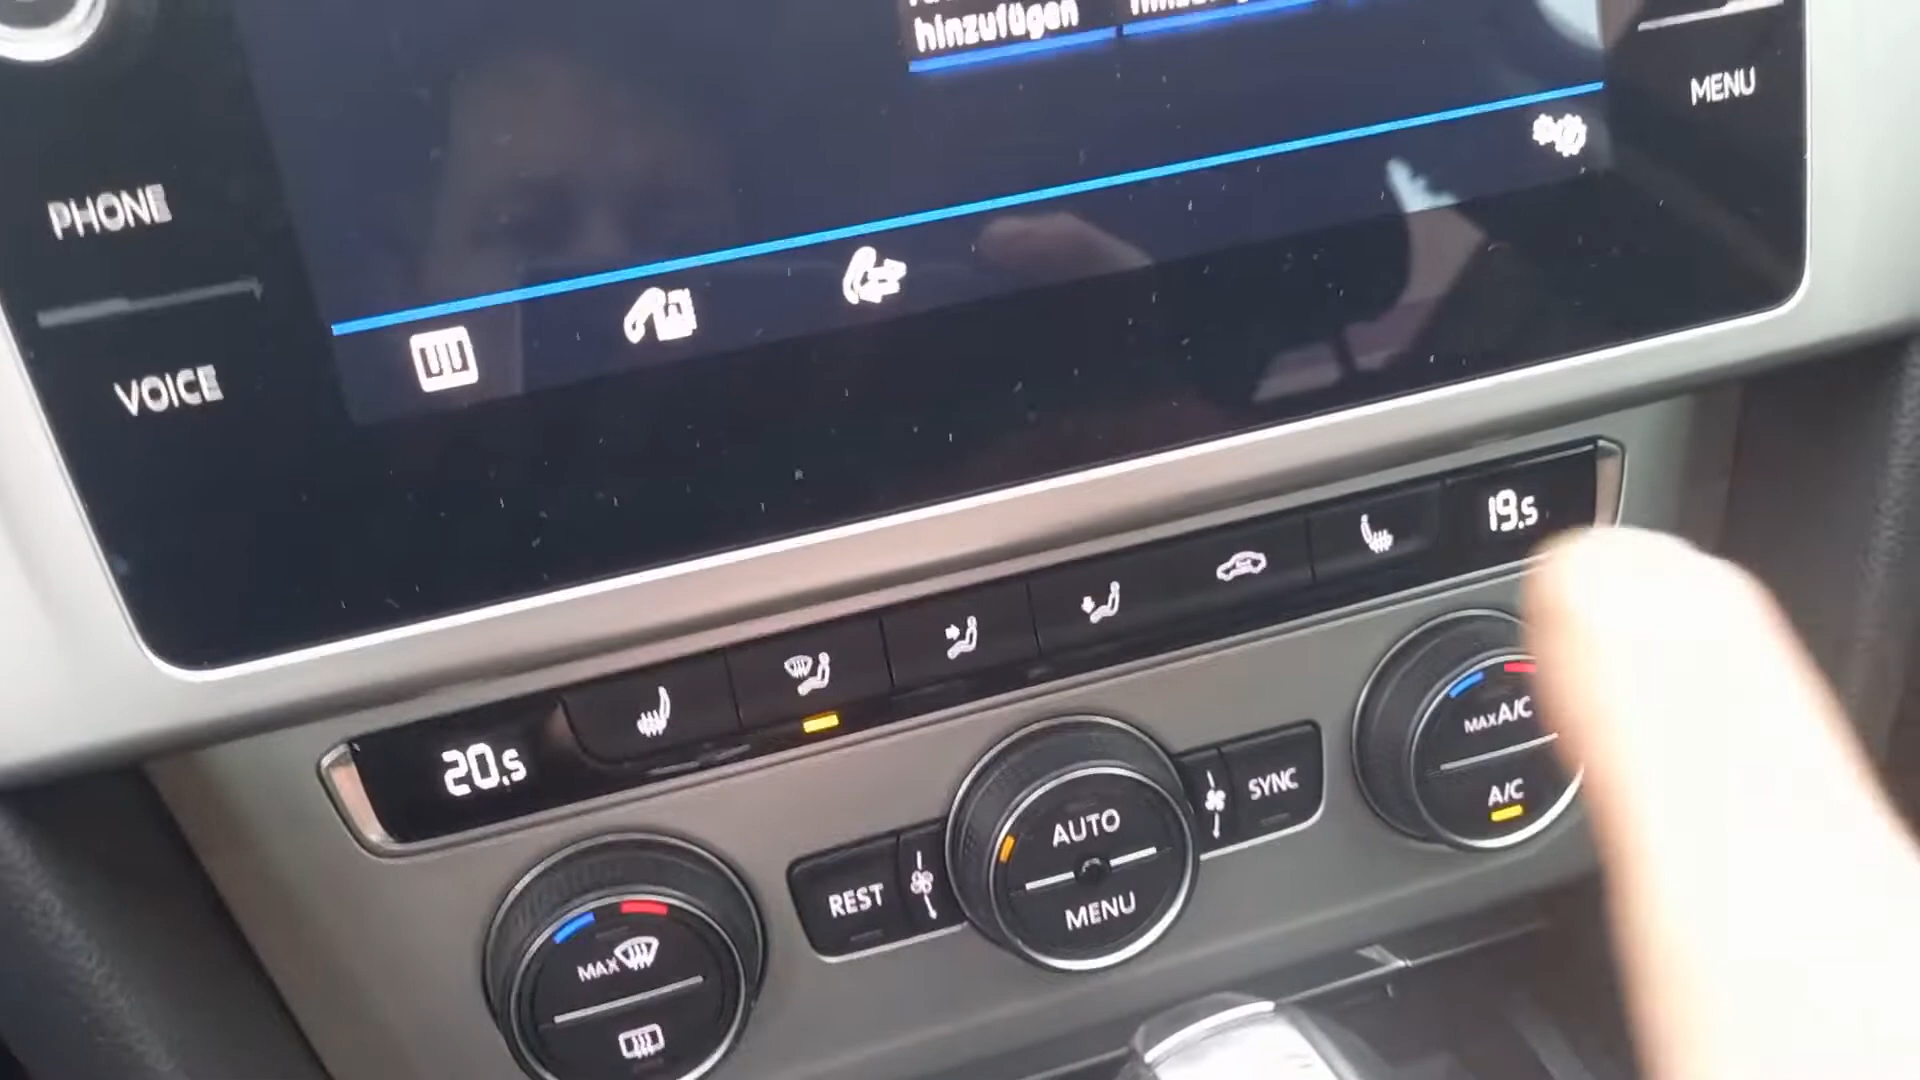 hinzufügen
MENU
PHONE
VOICE
19.5
20.5
MAX A/C
A/C
SYNC
AUTO
MENU
REST
MAX